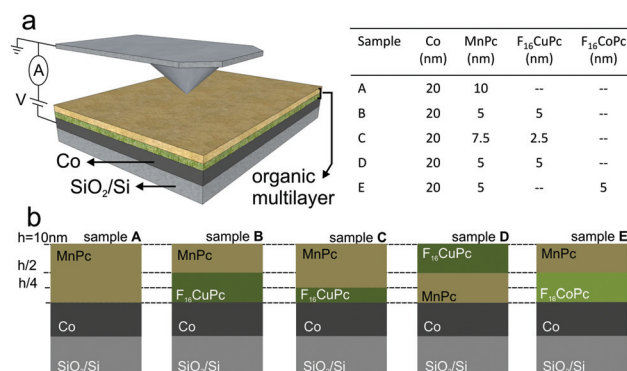 a
A
V
Co
SiO₂/Si
organic
multilayer
Sample Co (nm) MnPc (nm) F₁₆CuPc (nm) F₁₆CoPc (nm)
A 20 10 -- --
B 20 5 5 --
C 20 7.5 2.5 --
D 20 5 5 --
E 20 5 -- 5
b
h=10nm sample A sample B sample C sample D sample E
MnPc MnPc MnPc F₁₆CuPc MnPc
h/2
h/4
F₁₆CuPc F₁₆CuPc MnPc F₁₆CoPc
Co Co Co Co Co
SiO₂/Si SiO₂/Si SiO₂/Si SiO₂/Si SiO₂/Si